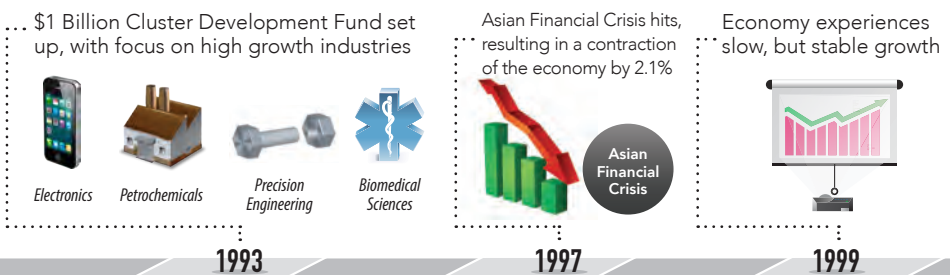 $1 Billion Cluster Development Fund set
up, with focus on high growth industries
Electronics
Petrochemicals
Precision
Engineering
Biomedical
Sciences
1993
Asian Financial Crisis hits,
resulting in a contraction
of the economy by 2.1%
Asian
Financial
Crisis
1997
Economy experiences
slow, but stable growth
1999